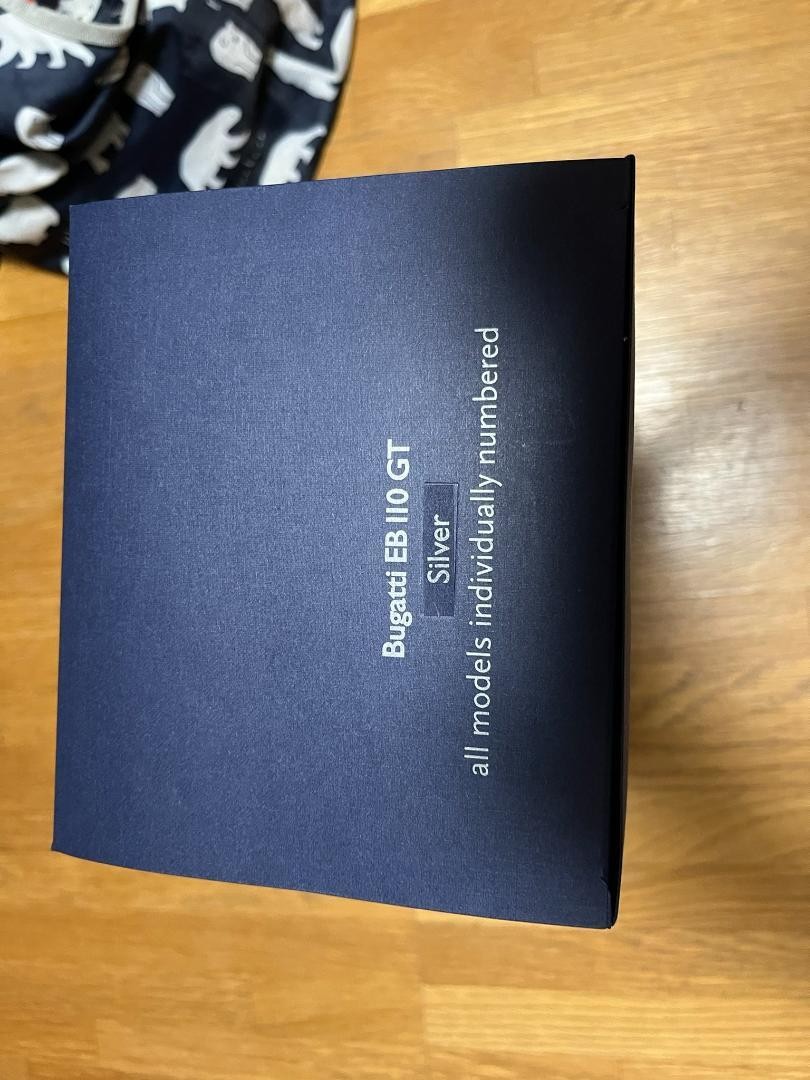 Bugatti EB 110 GT
Silver
all models individually numbered